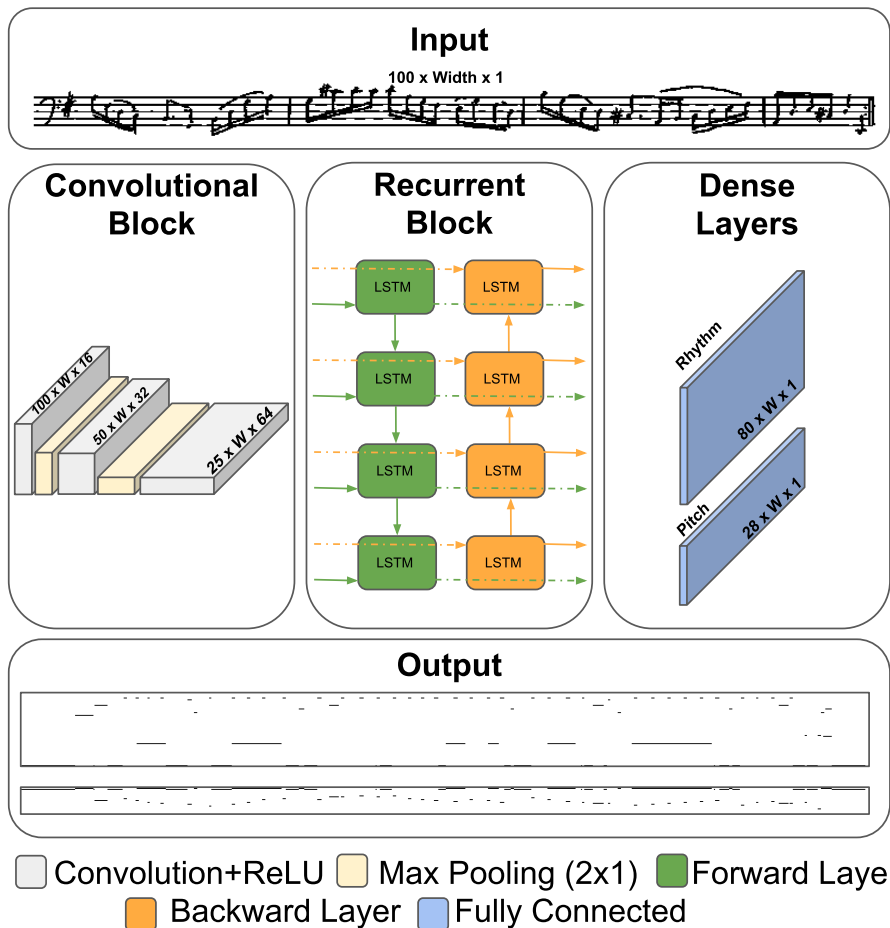 Input
100 x Width x 1
Convolutional
Block
100 x W x 16
50 x W x 32
25 x W x 64
Recurrent
Block
LSTM LSTM
LSTM LSTM
LSTM LSTM
LSTM LSTM
Dense
Layers
Rhythm
80 x W x 1
Pitch
28 x W x 1
Output
Convolution+ReLU Max Pooling (2x1) Forward Laye
Backward Layer Fully Connected